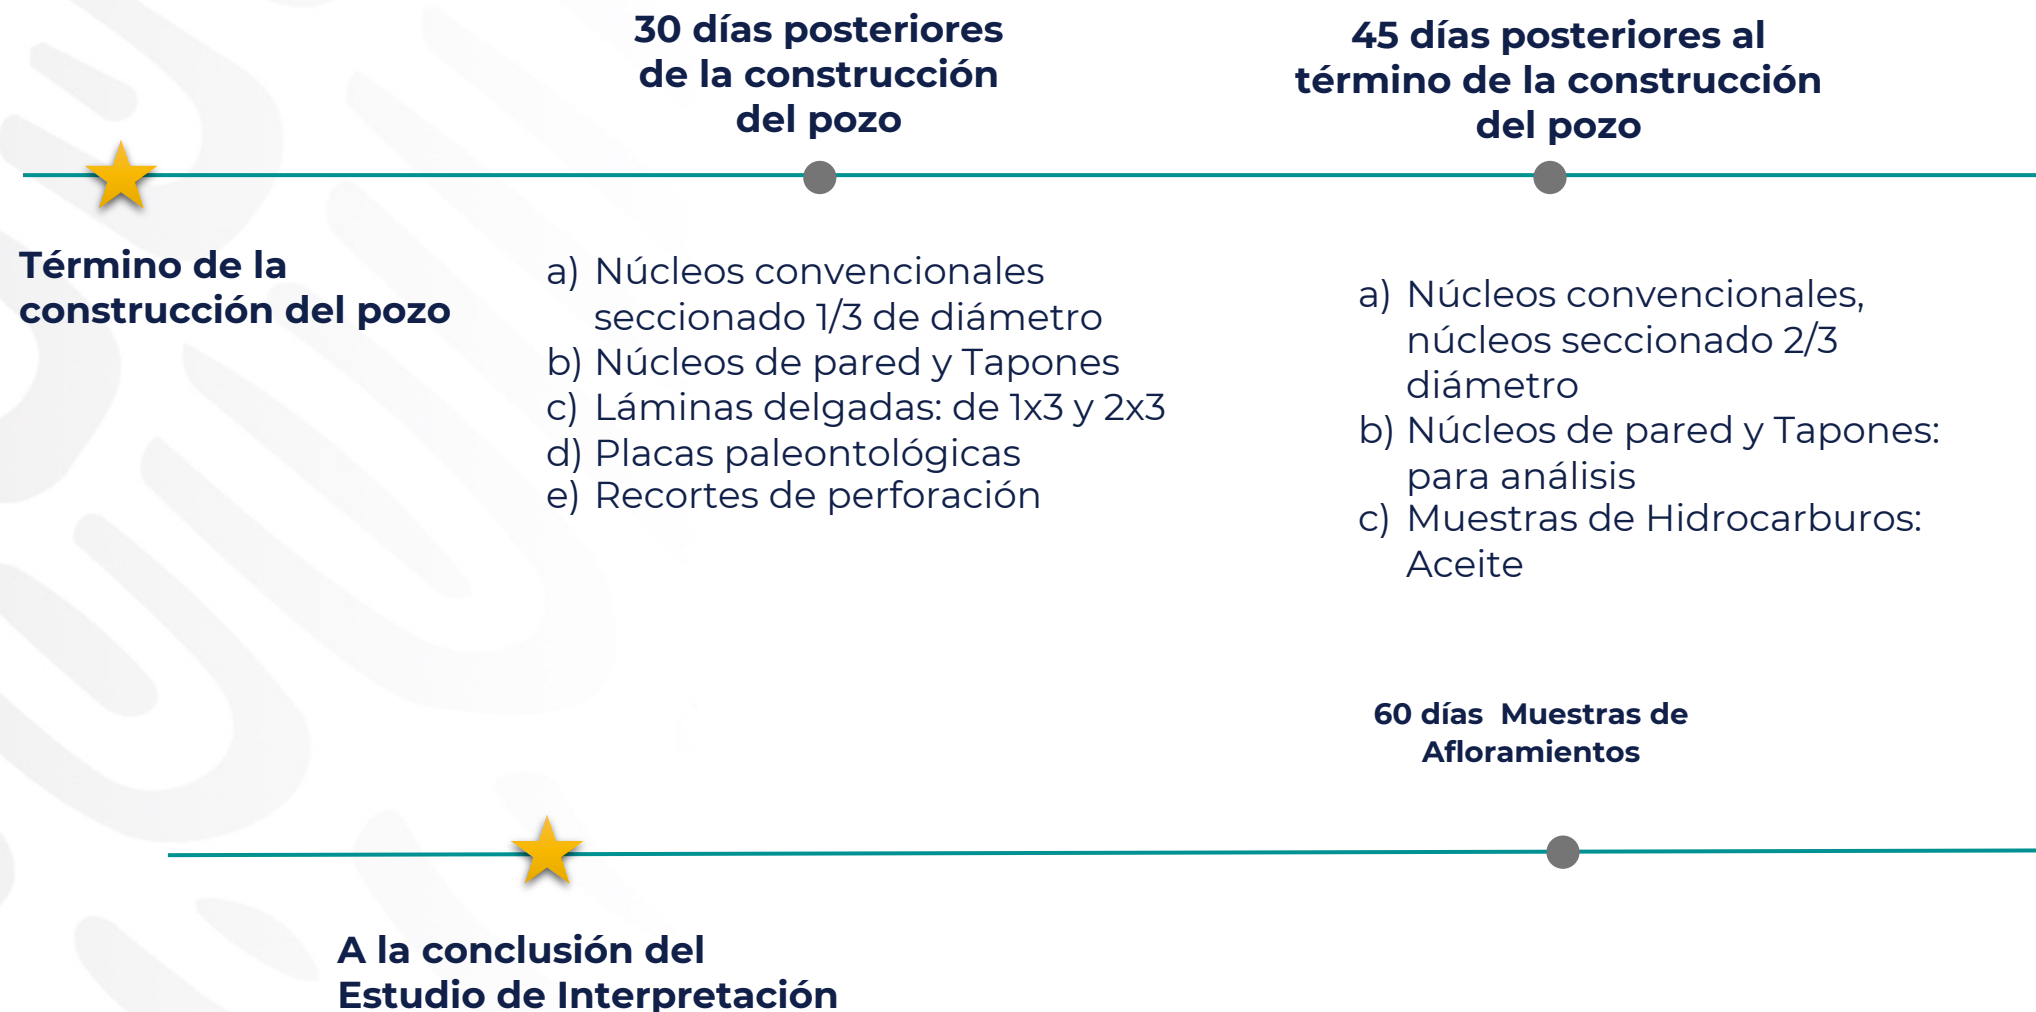 30 días posteriores
de la construcción
del pozo
45 días posteriores al
término de la construcción
del pozo
Término de la
construcción del pozo
a) Núcleos convencionales
seccionado 1/3 de diámetro
b) Núcleos de pared y Tapones
c) Láminas delgadas: de 1x3 y 2x3
d) Placas paleontológicas
e) Recortes de perforación
a) Núcleos convencionales,
núcleos seccionado 2/3
diámetro
b) Núcleos de pared y Tapones:
para análisis
c) Muestras de Hidrocarburos:
Aceite
60 días Muestras de
Afloramientos
A la conclusión del
Estudio de Interpretación